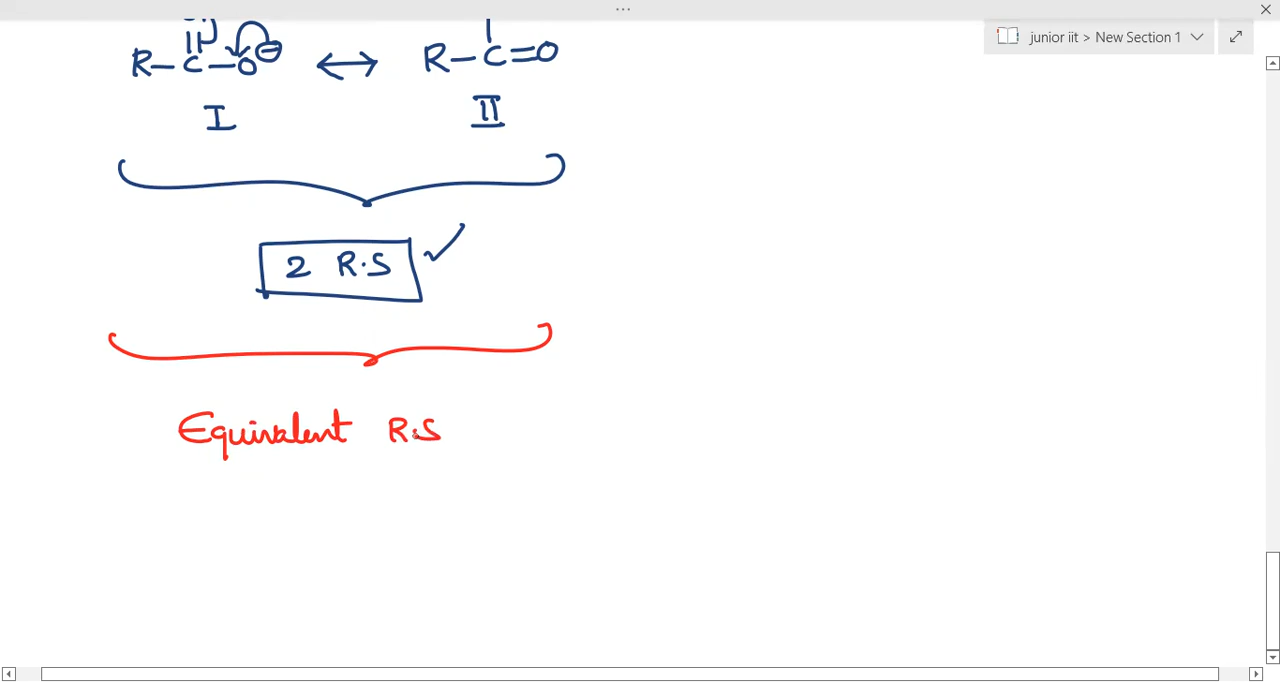 junior iit > New Section 1
R–C–O⊖ ↔ R–C=O
I II
2 R.S ✓
Equivalent R.S